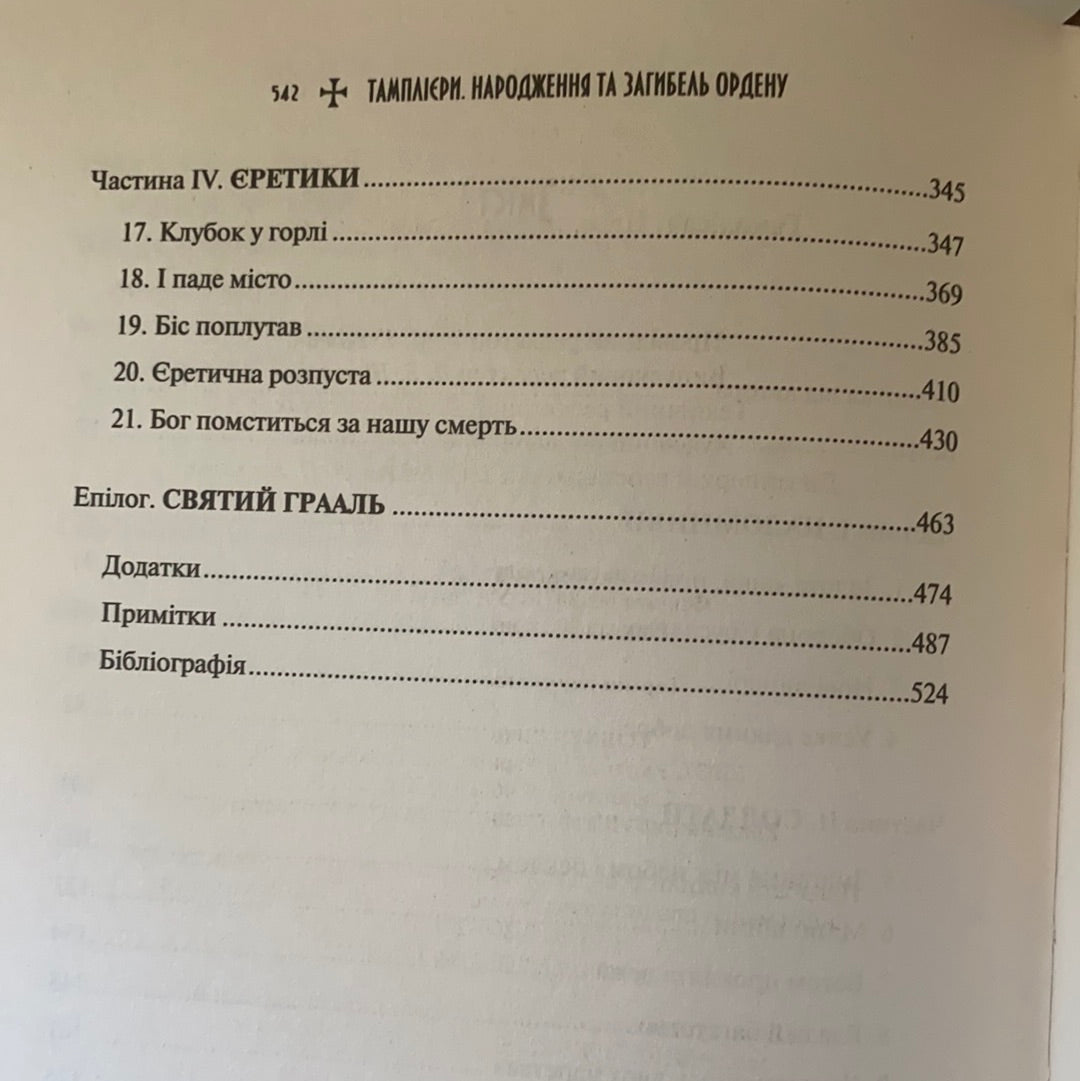 542 ТАМПЛІЄРИ. НАРОДЖЕННЯ ТА ЗАГИБЕЛЬ ОРДЕНУ
Частина IV. ЄРЕТИКИ..........345
17. Клубок у горлі..........347
18. І паде місто..........369
19. Біс поплутав..........385
20. Єретична розпуста..........410
21. Бог помститься за нашу смерть..........430
Епілог. СВЯТИЙ ГРААЛЬ..........463
Додатки..........474
Примітки..........487
Бібліографія..........524